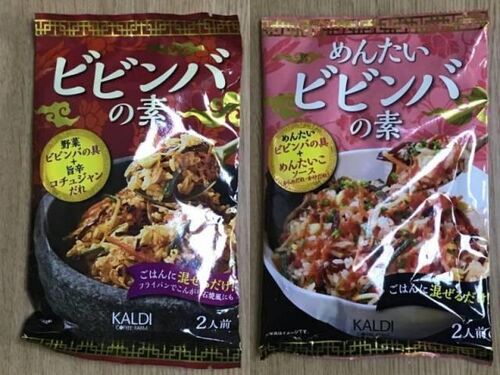 ビビンバ
の素
野菜
ビビンバの具
+
旨辛
コチュジャン
だれ
ごはんに混ぜるだけ!
フライパンでこんがり石焼風にも
KALDI
COFFEE FARM
2人前
めんたい
ビビンバ
の素
めんたい
ビビンバの具
+
めんたいこ
ソース
ごはんに混ぜるだけ!
KALDI
2人前